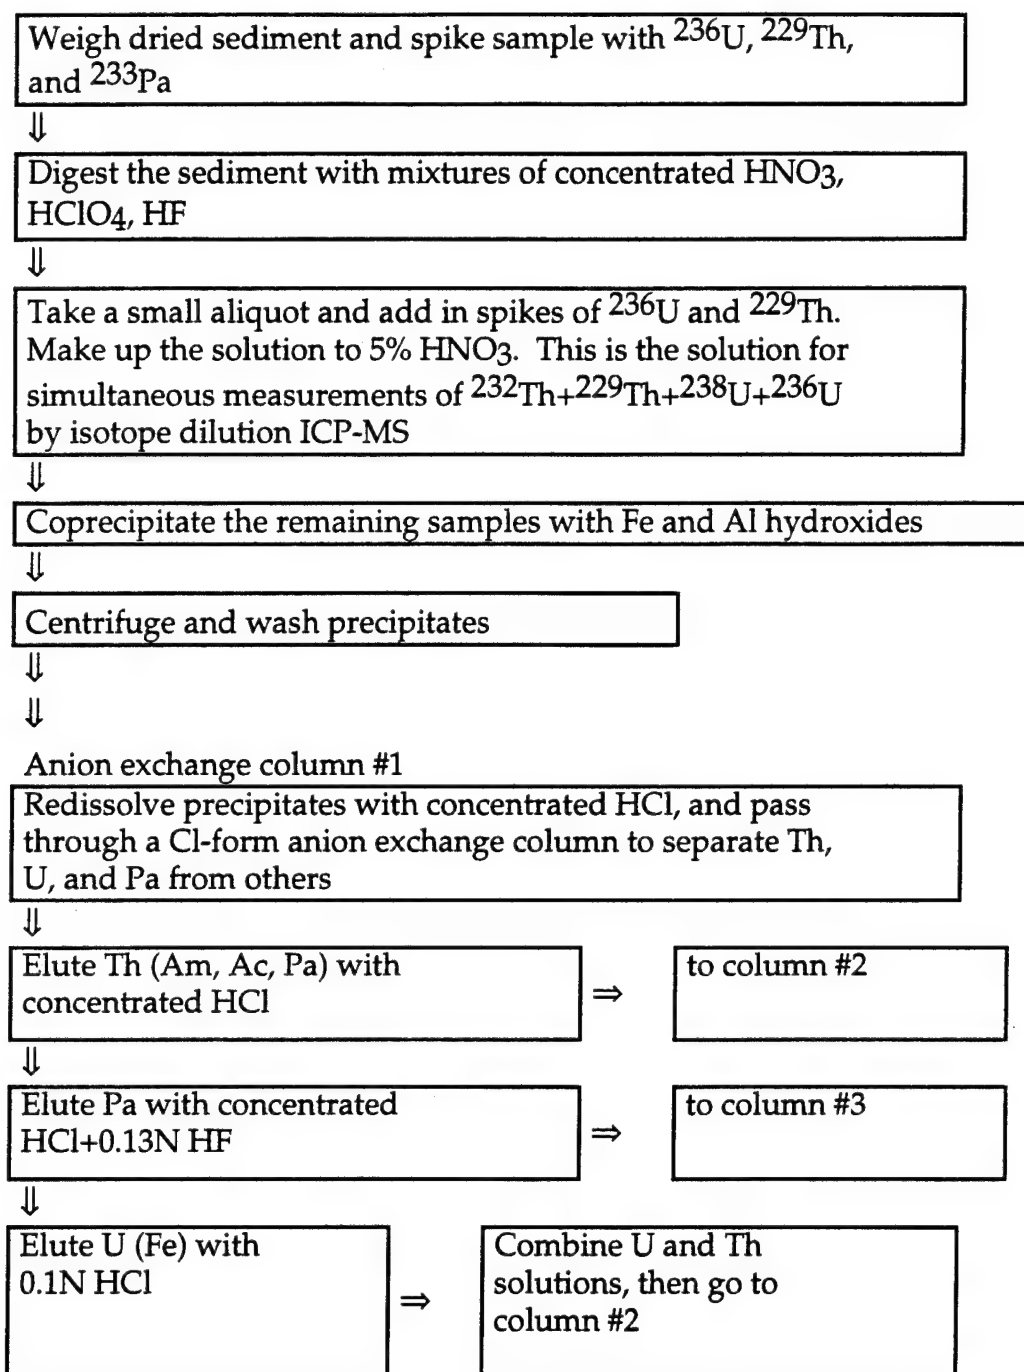 Weigh dried sediment and spike sample with 236U, 229Th,
and 233Pa
⇓
Digest the sediment with mixtures of concentrated HNO3,
HClO4, HF
⇓
Take a small aliquot and add in spikes of 236U and 229Th.
Make up the solution to 5% HNO3. This is the solution for
simultaneous measurements of 232Th+229Th+238U+236U
by isotope dilution ICP-MS
⇓
Coprecipitate the remaining samples with Fe and Al hydroxides
⇓
Centrifuge and wash precipitates
⇓
⇓
Anion exchange column #1
Redissolve precipitates with concentrated HCl, and pass
through a Cl-form anion exchange column to separate Th,
U, and Pa from others
⇓
Elute Th (Am, Ac, Pa) with
concentrated HCl
⇒
to column #2
⇓
Elute Pa with concentrated
HCl+0.13N HF
⇒
to column #3
⇓
Elute U (Fe) with
0.1N HCl
⇒
Combine U and Th
solutions, then go to
column #2